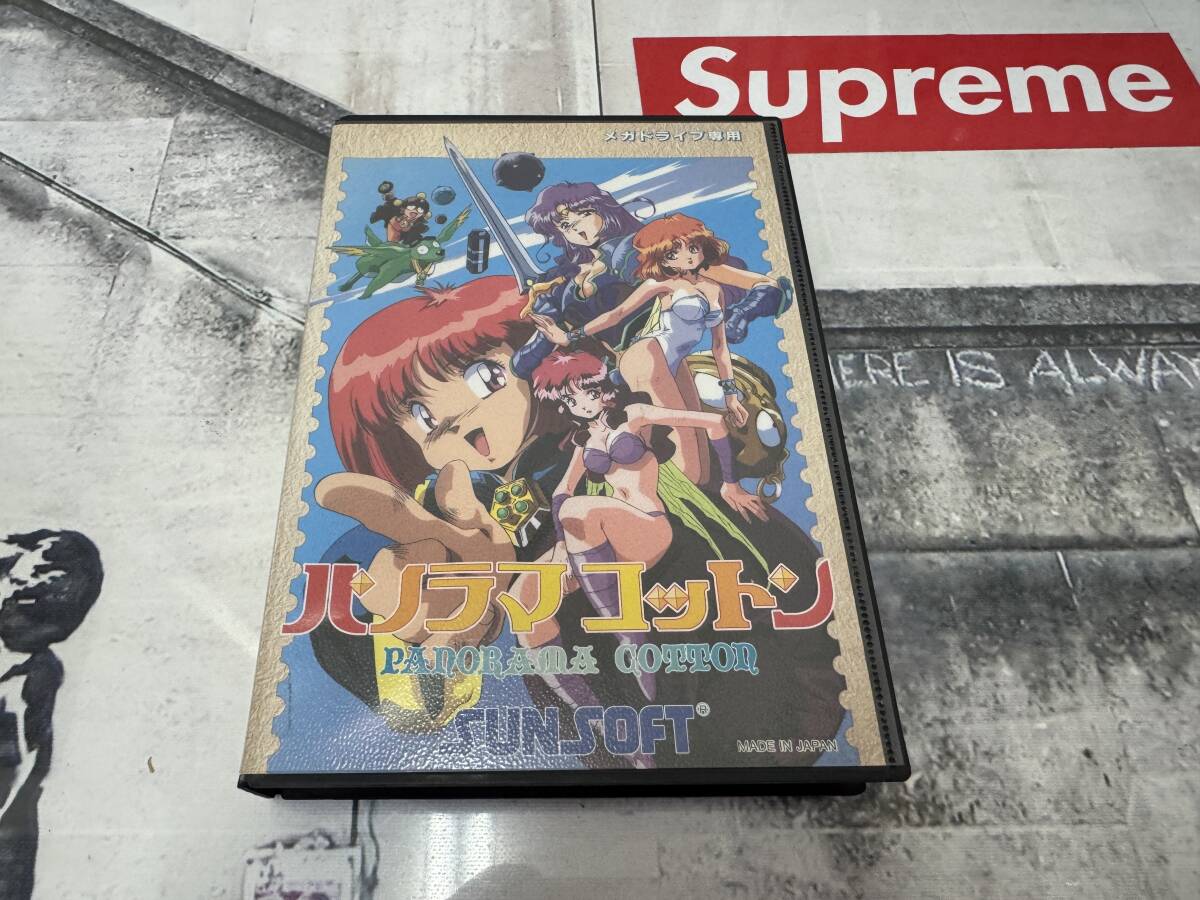 Supreme
メガドライブ専用
ERE IS ALWAY
パノラマ コットン
PANORAMA COTTON
SUNSOFT®
MADE IN JAPAN